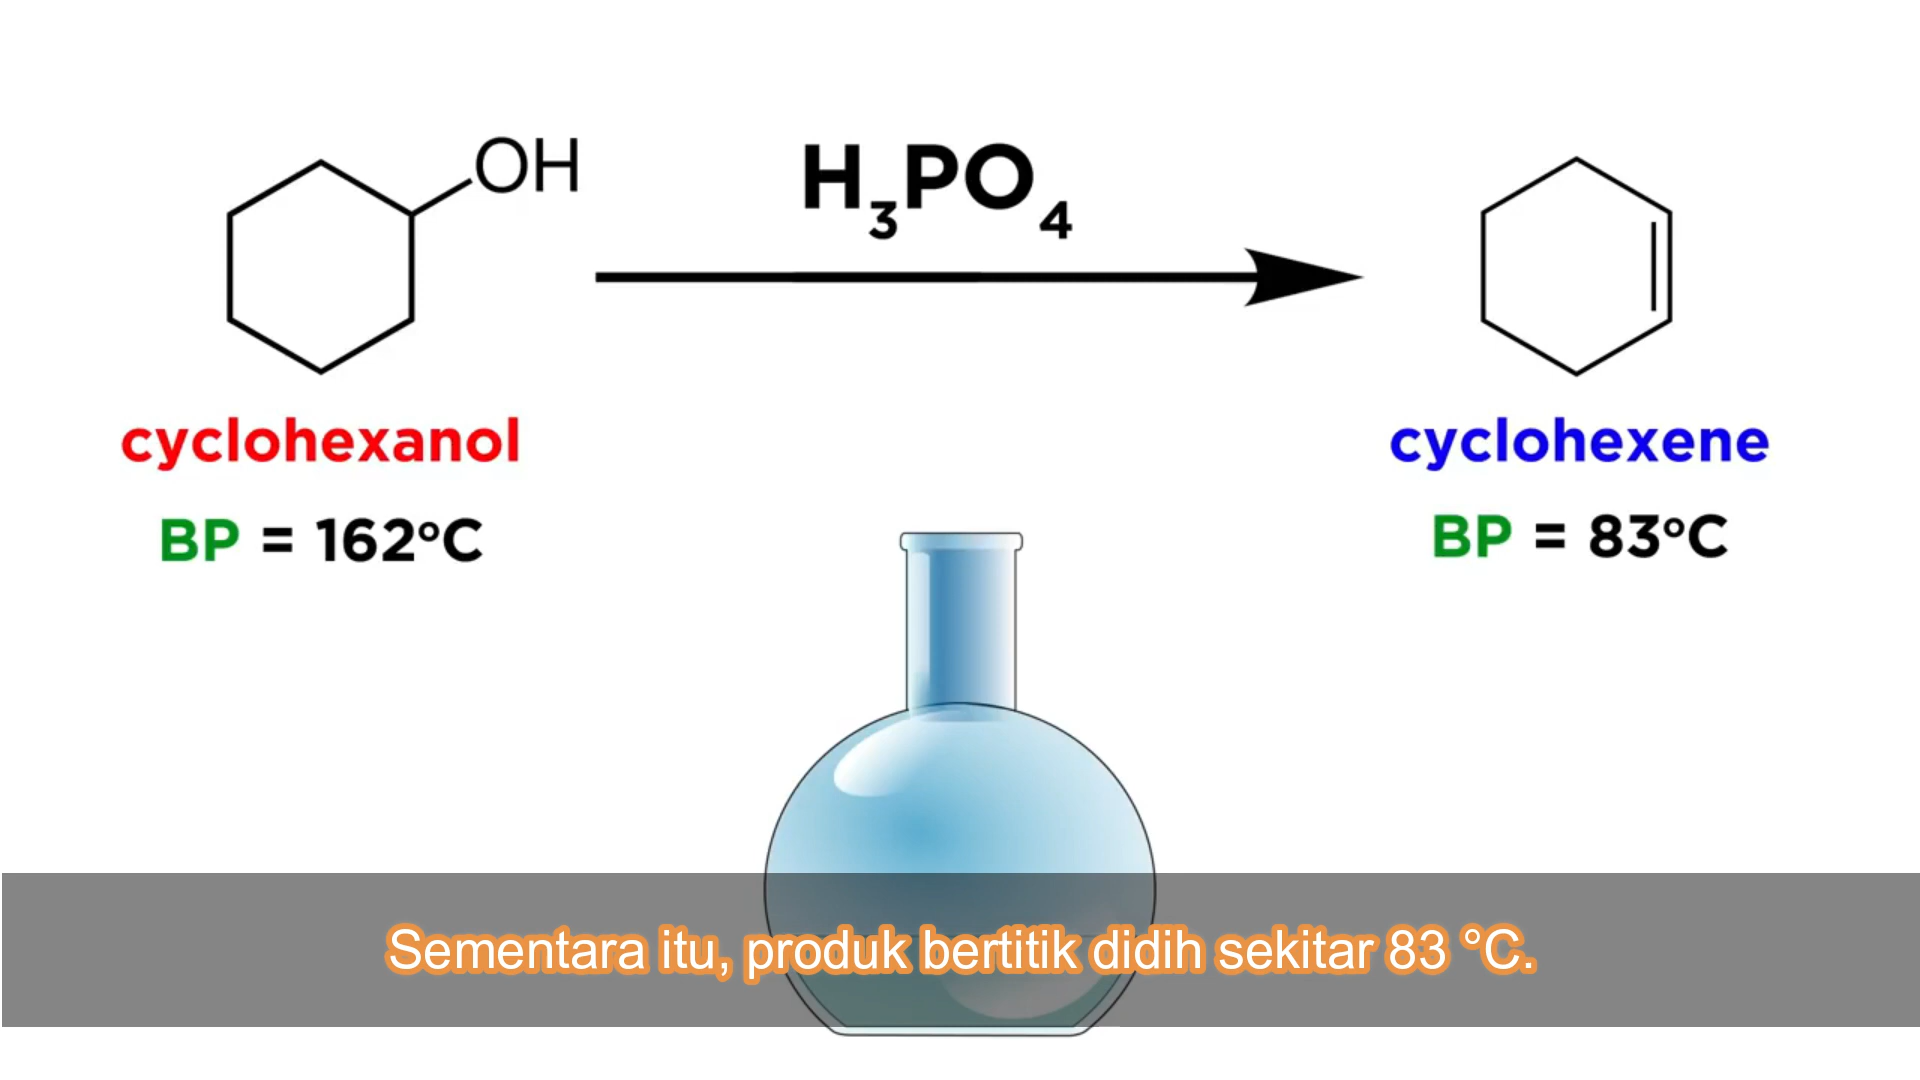 OH
H₃PO₄
cyclohexanol
cyclohexene
BP = 162°C
BP = 83°C
Sementara itu, produk bertitik didih sekitar 83 °C.